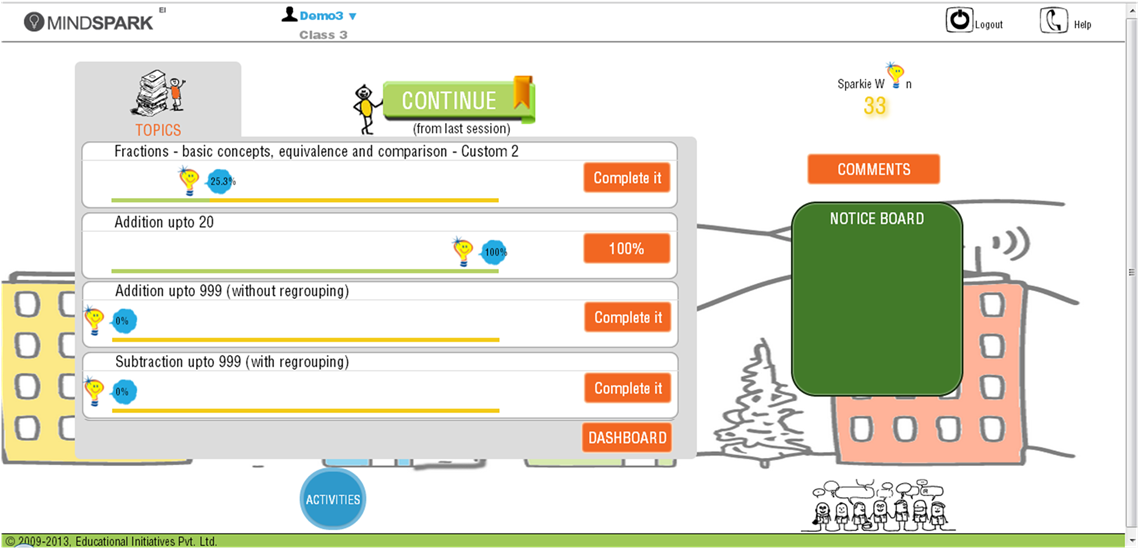 MINDSPARK EI
Demo3 ▼
Class 3
Logout
Help
TOPICS
CONTINUE
(from last session)
Sparkie W n
33
Fractions - basic concepts, equivalence and comparison - Custom 2
25.3%
Complete it
COMMENTS
Addition upto 20
100%
100%
NOTICE BOARD
Addition upto 999 (without regrouping)
0%
Complete it
Subtraction upto 999 (with regrouping)
0%
Complete it
DASHBOARD
ACTIVITIES
© 2009-2013, Educational Initiatives Pvt. Ltd.